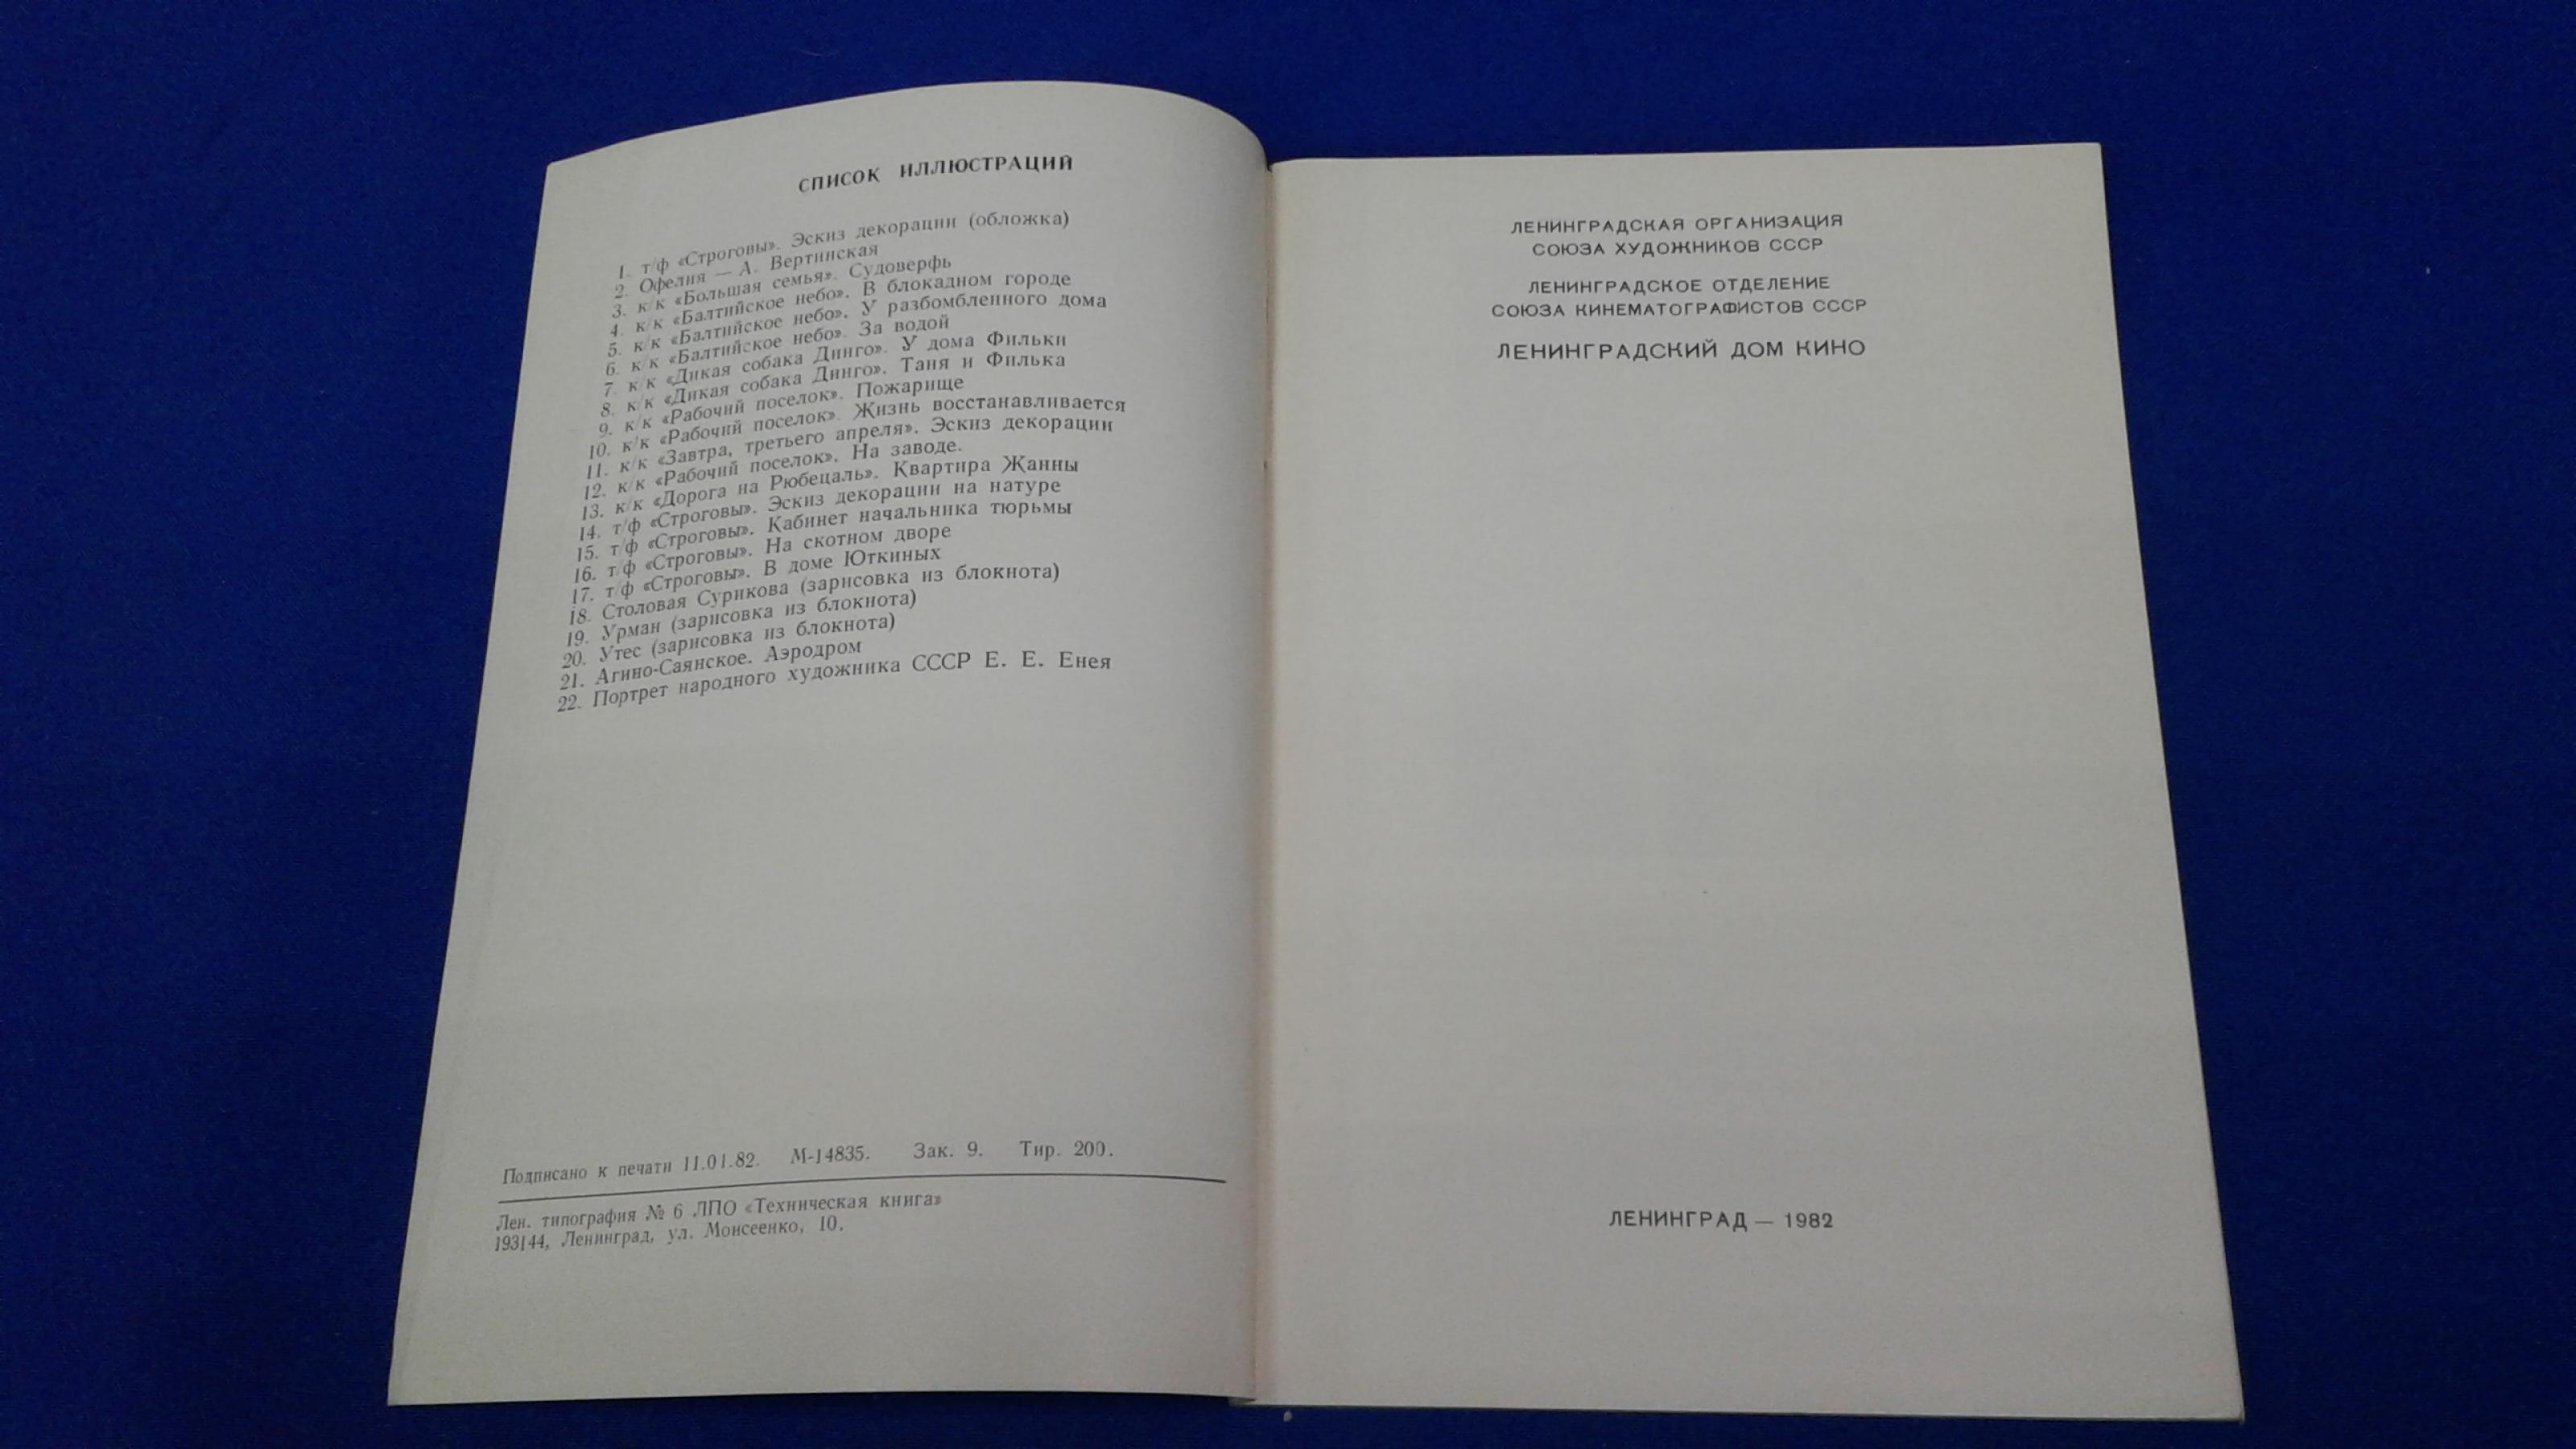 СПИСОК ИЛЛЮСТРАЦИЙ
1. т/ф «Строговы». Эскиз декорации (обложка)
2. Офелия — А. Вертинская
3. к/к «Большая семья». Судоверфь
4. к/к «Балтийское небо». В блокадном городе
5. к/к «Балтийское небо». У разбомбленного дома
6. к/к «Балтийское небо». За водой
7. к/к «Дикая собака Динго». У дома Фильки
8. к/к «Дикая собака Динго». Таня и Филька
9. к/к «Рабочий поселок». Пожарище
10. к/к «Рабочий поселок». Жизнь восстанавливается
11. к/к «Завтра, третьего апреля». Эскиз декорации
12. к/к «Рабочий поселок». На заводе.
13. к/к «Дорога на Рюбецаль». Квартира Жанны
14. т/ф «Строговы». Эскиз декорации на натуре
15. т/ф «Строговы». Кабинет начальника тюрьмы
16. т/ф «Строговы». На скотном дворе
17. т/ф «Строговы». В доме Юткиных
18. Столовая Сурикова (зарисовка из блокнота)
19. Урман (зарисовка из блокнота)
20. Утес (зарисовка из блокнота)
21. Агино-Саянское. Аэродром
22. Портрет народного художника СССР Е. Е. Енея
Подписано к печати 11.01.82. М-14835. Зак. 9. Тир. 200.
Лен. типография № 6 ЛПО «Техническая книга»
193144, Ленинград, ул. Моисеенко, 10.
ЛЕНИНГРАДСКАЯ ОРГАНИЗАЦИЯ
СОЮЗА ХУДОЖНИКОВ СССР
ЛЕНИНГРАДСКОЕ ОТДЕЛЕНИЕ
СОЮЗА КИНЕМАТОГРАФИСТОВ СССР
ЛЕНИНГРАДСКИЙ ДОМ КИНО
ЛЕНИНГРАД — 1982